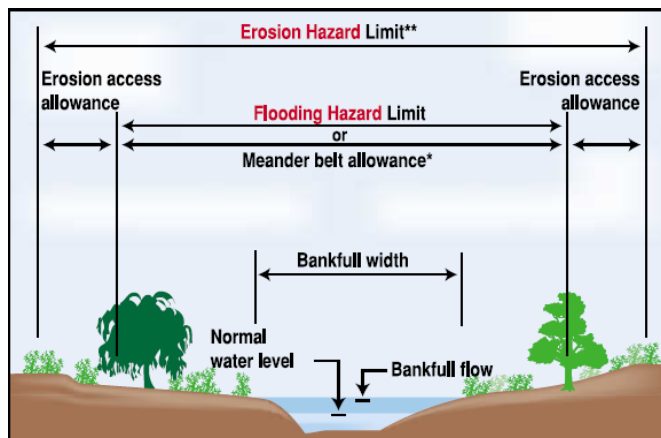 Erosion Hazard Limit**
Erosion access
allowance
Erosion access
allowance
Flooding Hazard Limit
or
Meander belt allowance*
Bankfull width
Normal
water level
Bankfull flow